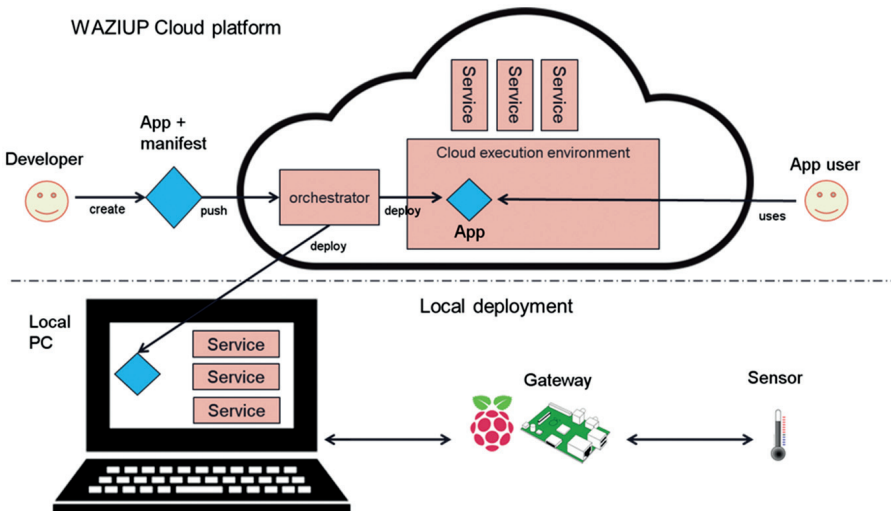 WAZIUP Cloud platform
Service
Service
Service
App +
manifest
Cloud execution environment
Developer
App user
orchestrator
create
push
deploy
uses
App
deploy
Local deployment
Local
PC
Service
Service
Service
Gateway
Sensor